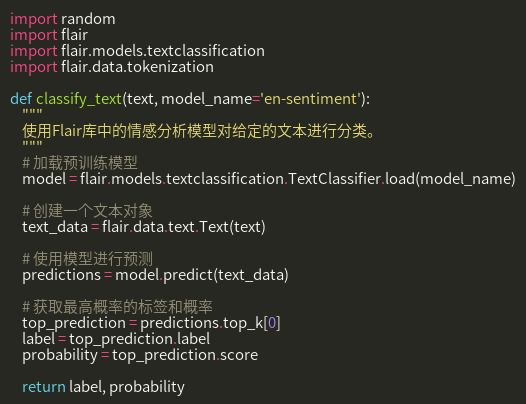 import random
import flair
import flair.models.textclassification
import flair.data.tokenization
def classify_text(text, model_name='en-sentiment'):
"""
使用Flair库中的情感分析模型对给定的文本进行分类。
"""
# 加载预训练模型
model = flair.models.textclassification.TextClassifier.load(model_name)
# 创建一个文本对象
text_data = flair.data.text.Text(text)
# 使用模型进行预测
predictions = model.predict(text_data)
# 获取最高概率的标签和概率
top_prediction = predictions.top_k[0]
label = top_prediction.label
probability = top_prediction.score
return label, probability